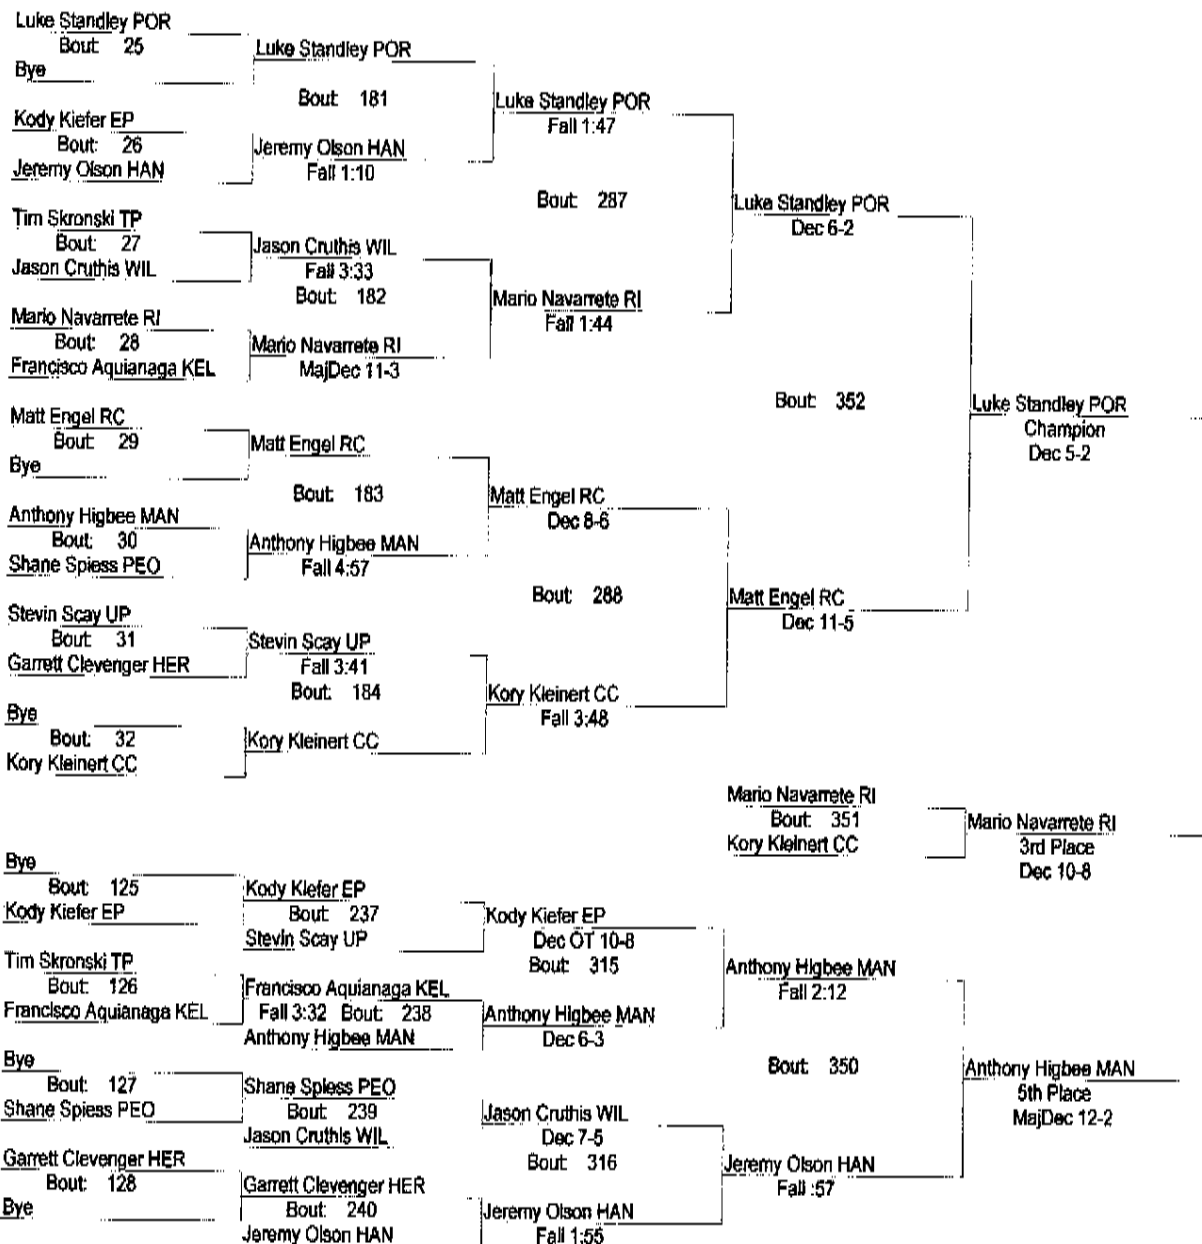 Luke Standley POR
Bout: 25
Bye
Luke Standley POR
Bout: 181
Kody Kiefer EP
Bout: 26
Jeremy Olson HAN
Jeremy Olson HAN
Fall 1:10
Luke Standley POR
Fall 1:47
Bout: 287
Tim Skronski TP
Bout: 27
Jason Cruthis WIL
Jason Cruthis WIL
Fall 3:33
Bout: 182
Mario Navarrete RI
Bout: 28
Francisco Aquianaga KEL
Mario Navarrete RI
MajDec 11-3
Mario Navarrete RI
Fall 1:44
Luke Standley POR
Dec 6-2
Bout: 352
Matt Engel RC
Bout: 29
Bye
Matt Engel RC
Bout: 183
Anthony Higbee MAN
Bout: 30
Shane Spiess PEO
Anthony Higbee MAN
Fall 4:57
Matt Engel RC
Dec 8-6
Bout: 288
Stevin Scay UP
Bout: 31
Garrett Clevenger HER
Stevin Scay UP
Fall 3:41
Bout: 184
Bye
Bout: 32
Kory Kleinert CC
Kory Kleinert CC
Kory Kleinert CC
Fall 3:48
Matt Engel RC
Dec 11-5
Luke Standley POR
Champion
Dec 5-2
Mario Navarrete RI
Bout: 351
Kory Kleinert CC
Mario Navarrete RI
3rd Place
Dec 10-8
Bye
Bout: 125
Kody Kiefer EP
Kody Kiefer EP
Bout: 237
Stevin Scay UP
Kody Kiefer EP
Dec OT 10-8
Bout: 315
Tim Skronski TP
Bout: 126
Francisco Aquianaga KEL
Francisco Aquianaga KEL
Fall 3:32 Bout: 238
Anthony Higbee MAN
Anthony Higbee MAN
Dec 6-3
Anthony Higbee MAN
Fall 2:12
Bout: 350
Bye
Bout: 127
Shane Spiess PEO
Shane Spiess PEO
Bout: 239
Jason Cruthis WIL
Jason Cruthis WIL
Dec 7-5
Bout: 316
Garrett Clevenger HER
Bout: 128
Bye
Garrett Clevenger HER
Bout: 240
Jeremy Olson HAN
Jeremy Olson HAN
Fall 1:55
Jeremy Olson HAN
Fall :57
Anthony Higbee MAN
5th Place
MajDec 12-2